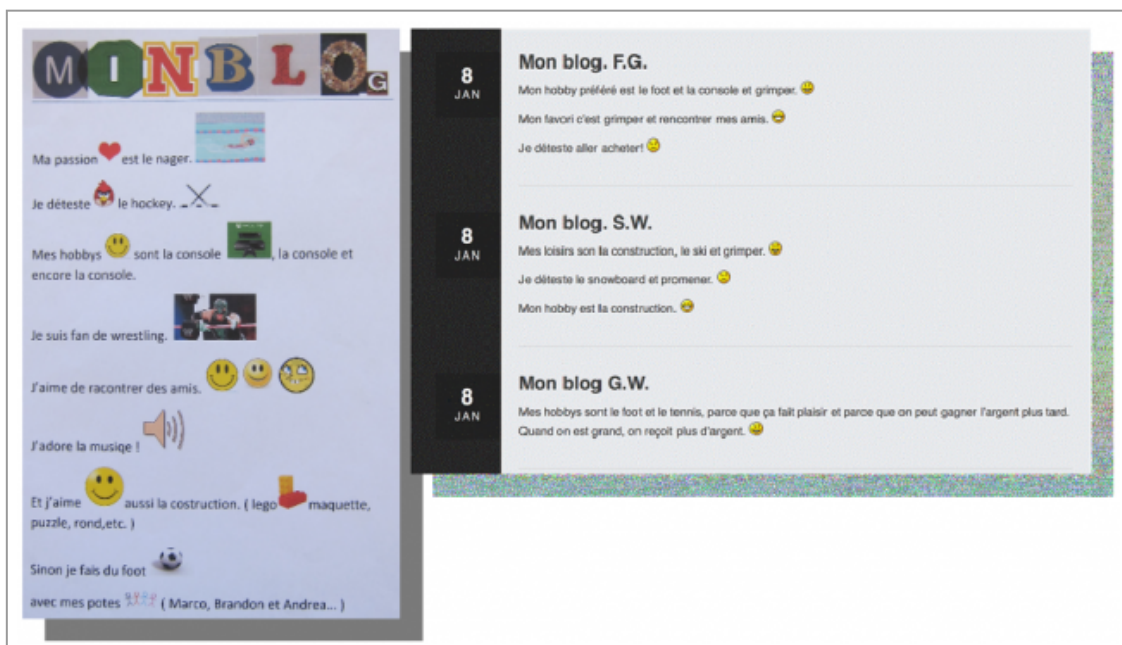 MON BLOG
Ma passion est le nager.
Je déteste le hockey.
Mes hobbys sont la console , la console et
encore la console.
Je suis fan de wrestling.
J'aime de racontrer des amis.
J'adore la musiqe !
Et j'aime aussi la costruction. ( lego maquette,
puzzle, rond,etc. )
Sinon je fais du foot
avec mes potes ( Marco, Brandon et Andrea... )
8
JAN
Mon blog. F.G.
Mon hobby préféré est le foot et la console et grimper.
Mon favori c'est grimper et rencontrer mes amis.
Je déteste aller acheter!
8
JAN
Mon blog. S.W.
Mes loisirs son la construction, le ski et grimper.
Je déteste le snowboard et promener.
Mon hobby est la construction.
8
JAN
Mon blog G.W.
Mes hobbys sont le foot et le tennis, parce que ça fait plaisir et parce que on peut gagner l'argent plus tard.
Quand on est grand, on reçoit plus d'argent.